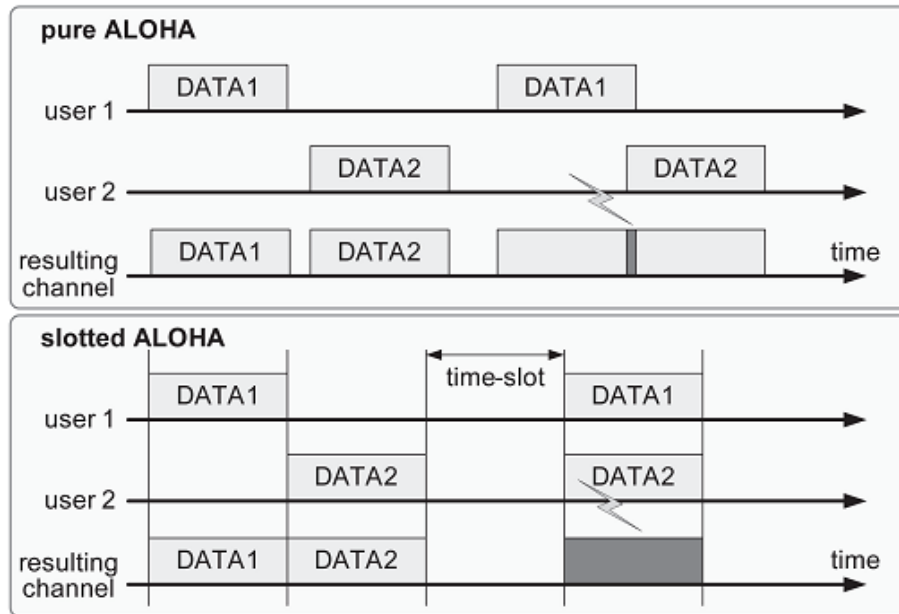 pure ALOHA
DATA1 DATA1
user 1
DATA2 DATA2
user 2
DATA1 DATA2 time
resulting
channel
slotted ALOHA
time-slot
DATA1 DATA1
user 1
DATA2 DATA2
user 2
DATA1 DATA2 time
resulting
channel